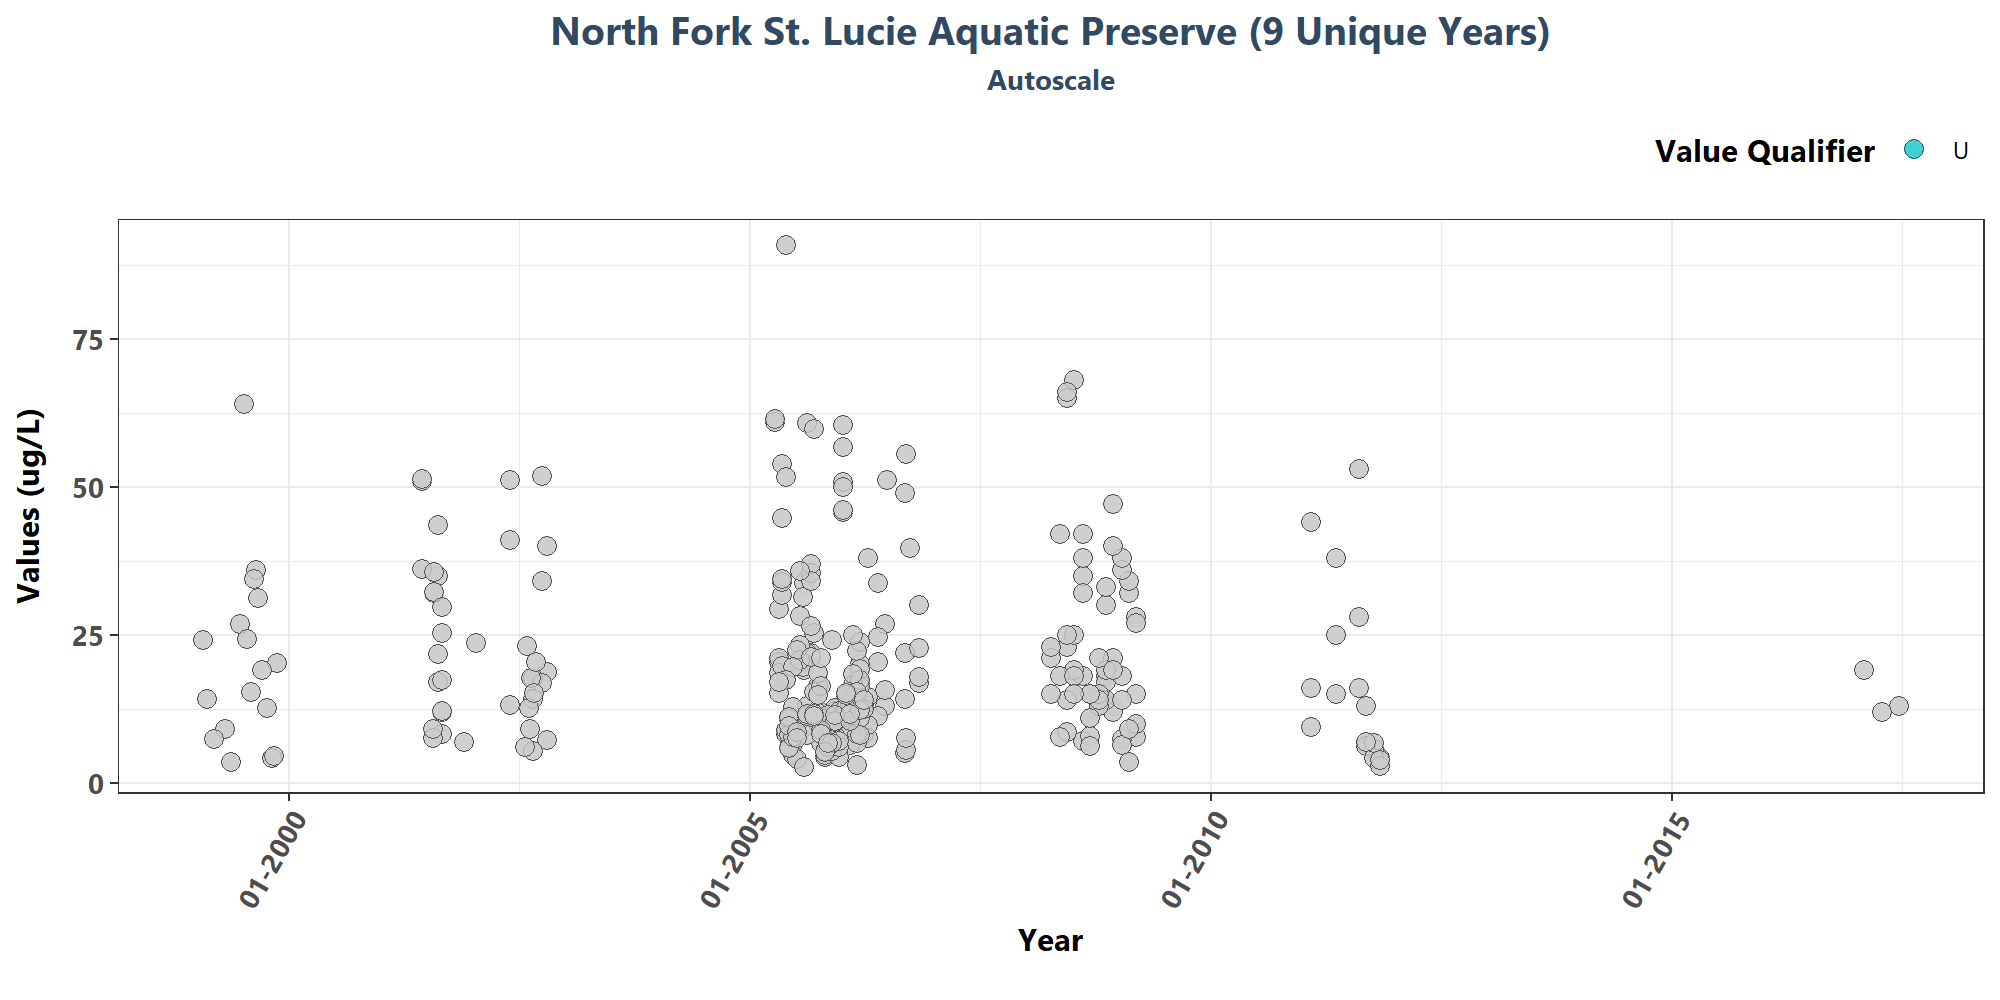 North Fork St. Lucie Aquatic Preserve (9 Unique Years)
Autoscale
Value Qualifier U
Values (ug/L)
75
50
25
0
01-2000
01-2005
01-2010
01-2015
Year